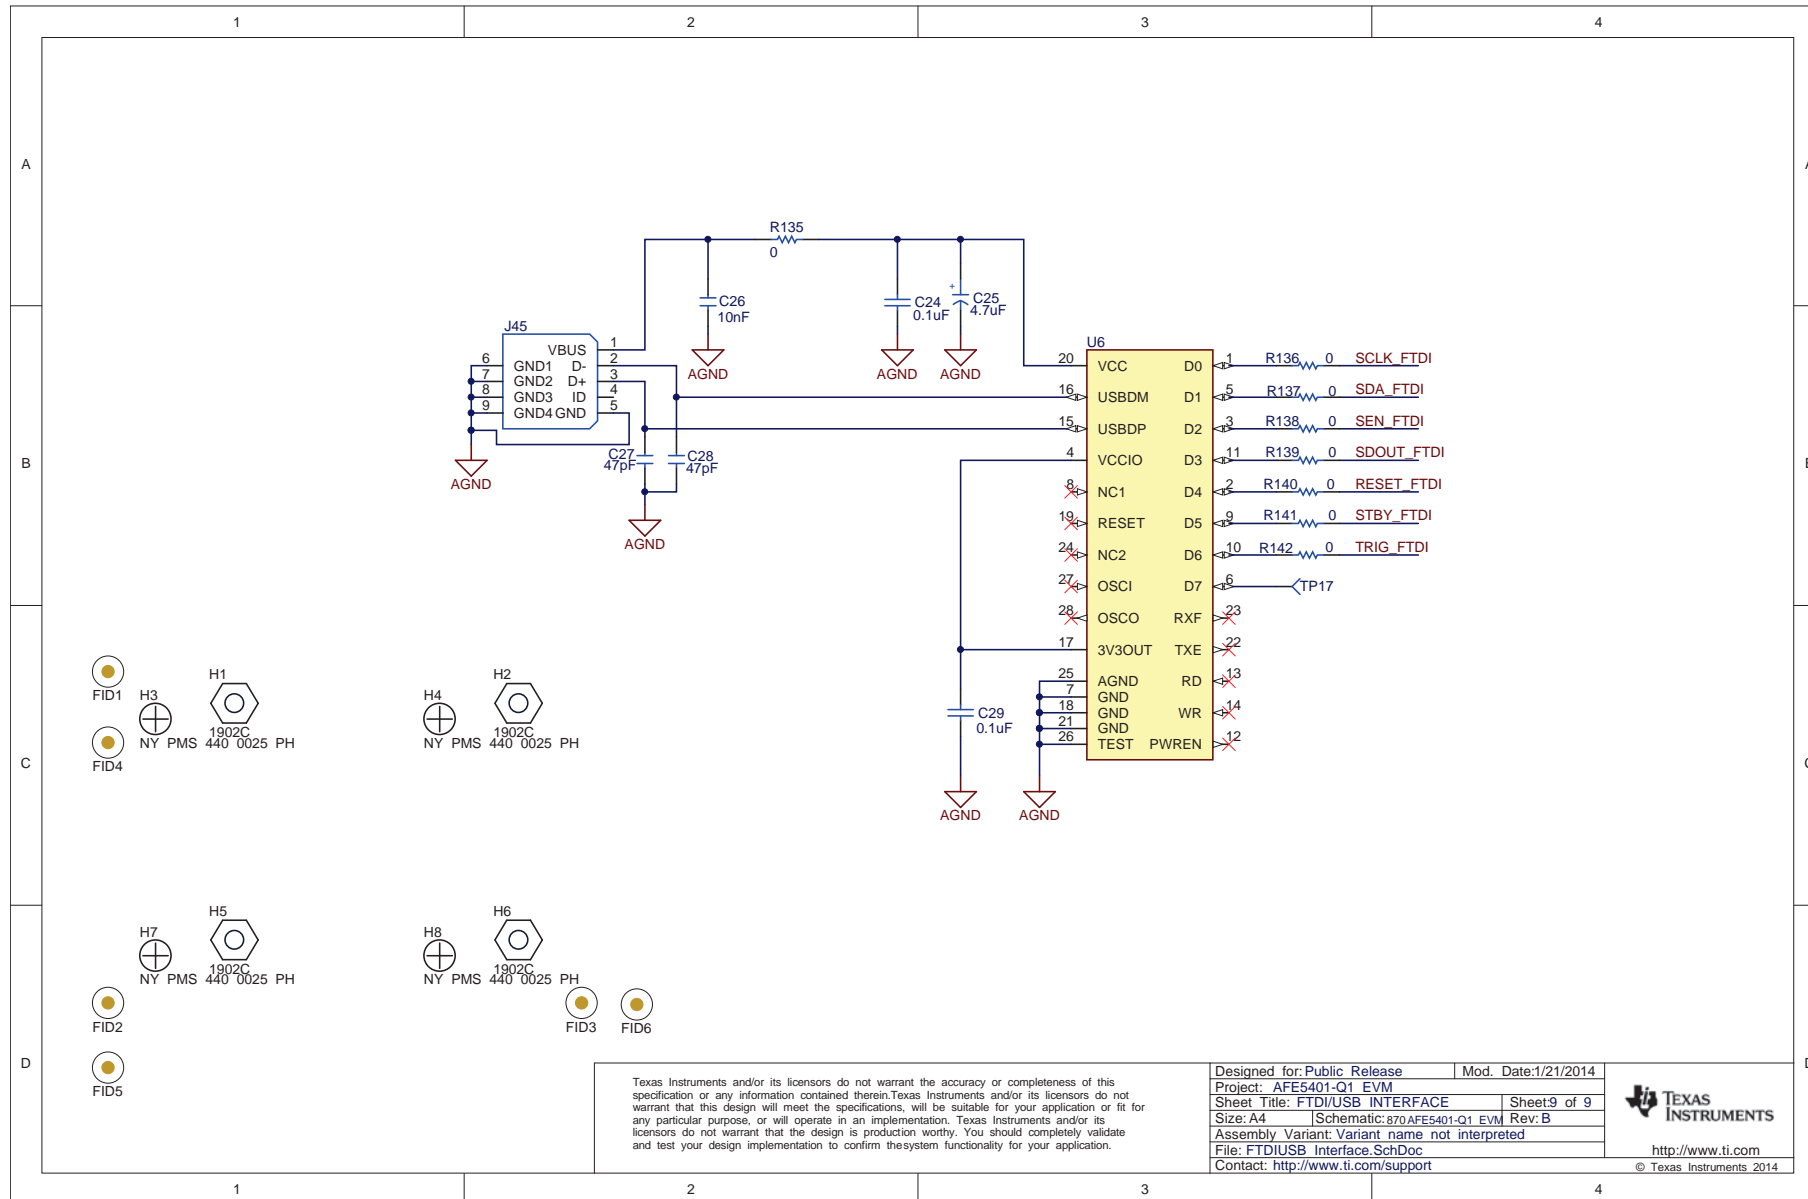 1 2 3 4
A A
R135
0
C26
10nF
C24
0.1uF
+
C25
4.7uF
AGND AGND AGND
J45
VBUS 1
6 GND1 D- 2
7 GND2 D+ 3
8 GND3 ID 4
9 GND4 GND 5
AGND
C27
47pF
C28
47pF
AGND
B B
U6
20 VCC D0 1 R136 0 SCLK_FTDI
16 USBDM D1 5 R137 0 SDA_FTDI
15 USBDP D2 3 R138 0 SEN_FTDI
4 VCCIO D3 11 R139 0 SDOUT_FTDI
8 NC1 D4 2 R140 0 RESET_FTDI
19 RESET D5 9 R141 0 STBY_FTDI
24 NC2 D6 10 R142 0 TRIG_FTDI
27 OSCI D7 6 TP17
28 OSCO RXF 23
17 3V3OUT TXE 22
25 AGND RD 13
7 GND
18 GND WR 14
21 GND
26 TEST PWREN 12
C29
0.1uF
AGND AGND
FID1
H3
H1
1902C
NY PMS 440 0025 PH
H4
H2
1902C
NY PMS 440 0025 PH
FID4
C C
H7
H5
1902C
NY PMS 440 0025 PH
H8
H6
1902C
NY PMS 440 0025 PH
FID2
FID3
FID6
FID5
D D
Texas Instruments and/or its licensors do not warrant the accuracy or completeness of this
specification or any information contained therein.Texas Instruments and/or its licensors do not
warrant that this design will meet the specifications, will be suitable for your application or fit for
any particular purpose, or will operate in an implementation. Texas Instruments and/or its
licensors do not warrant that the design is production worthy. You should completely validate
and test your design implementation to confirm thesystem functionality for your application.
Designed for: Public Release Mod. Date:1/21/2014
Project: AFE5401-Q1_EVM
Sheet Title: FTDI/USB INTERFACE Sheet:9 of 9
Size: A4 Schematic: 870 AFE5401-Q1_EVM Rev: B
Assembly Variant: Variant name not interpreted
File: FTDIUSB_Interface.SchDoc
Contact: http://www.ti.com/support
TEXAS
INSTRUMENTS
http://www.ti.com
© Texas Instruments 2014
1 2 3 4